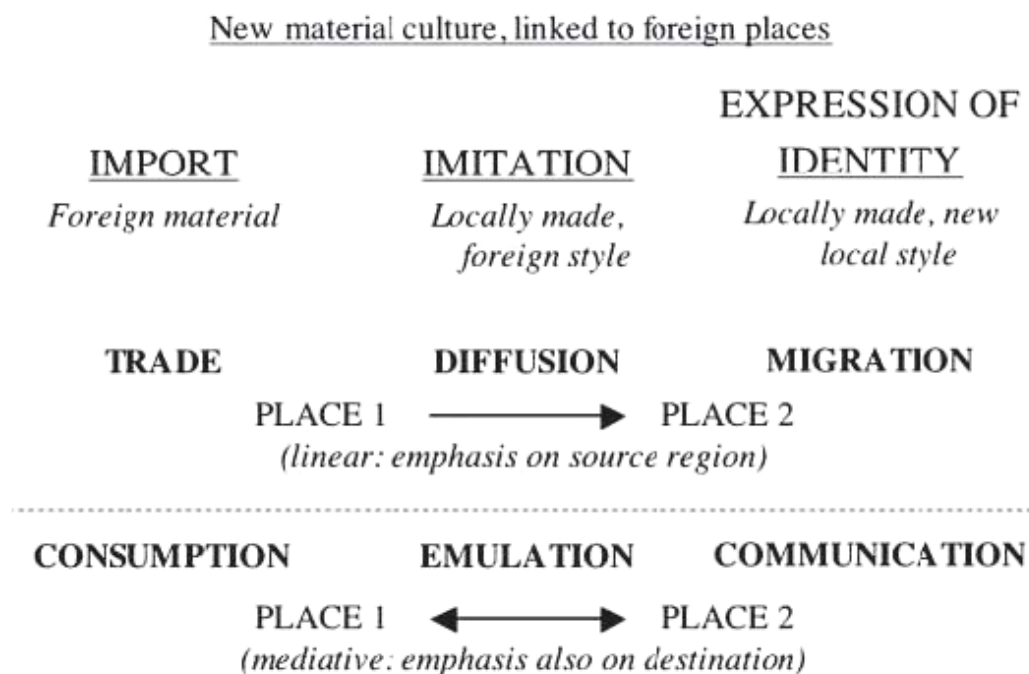 New material culture, linked to foreign places
EXPRESSION OF
IMPORT IMITATION IDENTITY
Foreign material Locally made, Locally made, new
foreign style local style
TRADE DIFFUSION MIGRATION
PLACE 1 PLACE 2
(linear: emphasis on source region)
CONSUMPTION EMULATION COMMUNICATION
PLACE 1 PLACE 2
(mediative: emphasis also on destination)